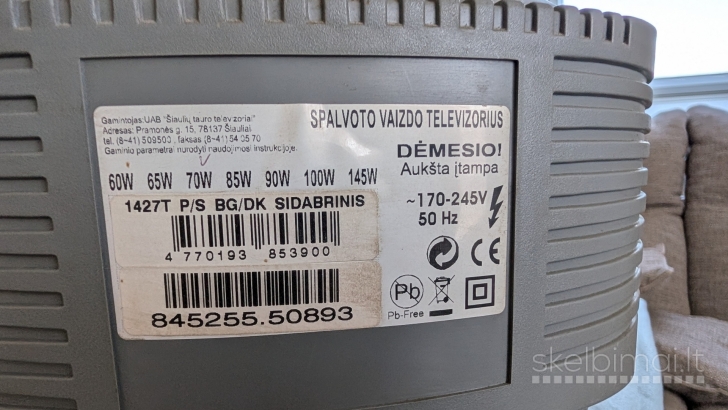 Gamintojas:UAB "Šiaulių tauro televizoriai"
Adresas: Pramonės g. 15, 78137 Šiauliai
tel. (8~41) 509500, faksas (8-41) 54 05 70
Gaminio parametrai nurodyti naudojimosi instrukcijoje.
60W 65W 70W 85W 90W 100W 145W
1427T P/S BG/DK SIDABRINIS
4 770193 853900
845255.50893
SPALVOTO VAIZDO TELEVIZORIUS
DĖMESIO!
Aukšta įtampa
~170-245V
50 Hz
CE
Pb
Pb-Free
skelbimai.lt